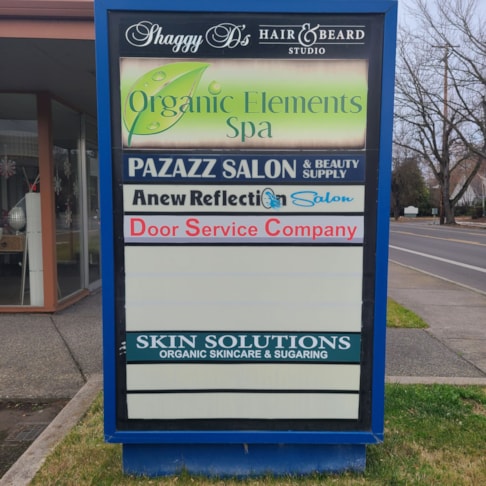 Shaggy D's HAIR & BEARD
STUDIO
Organic Elements
Spa
PAZAZZ SALON & BEAUTY
SUPPLY
Anew Reflection Salon
Door Service Company
SKIN SOLUTIONS
ORGANIC SKINCARE & SUGARING